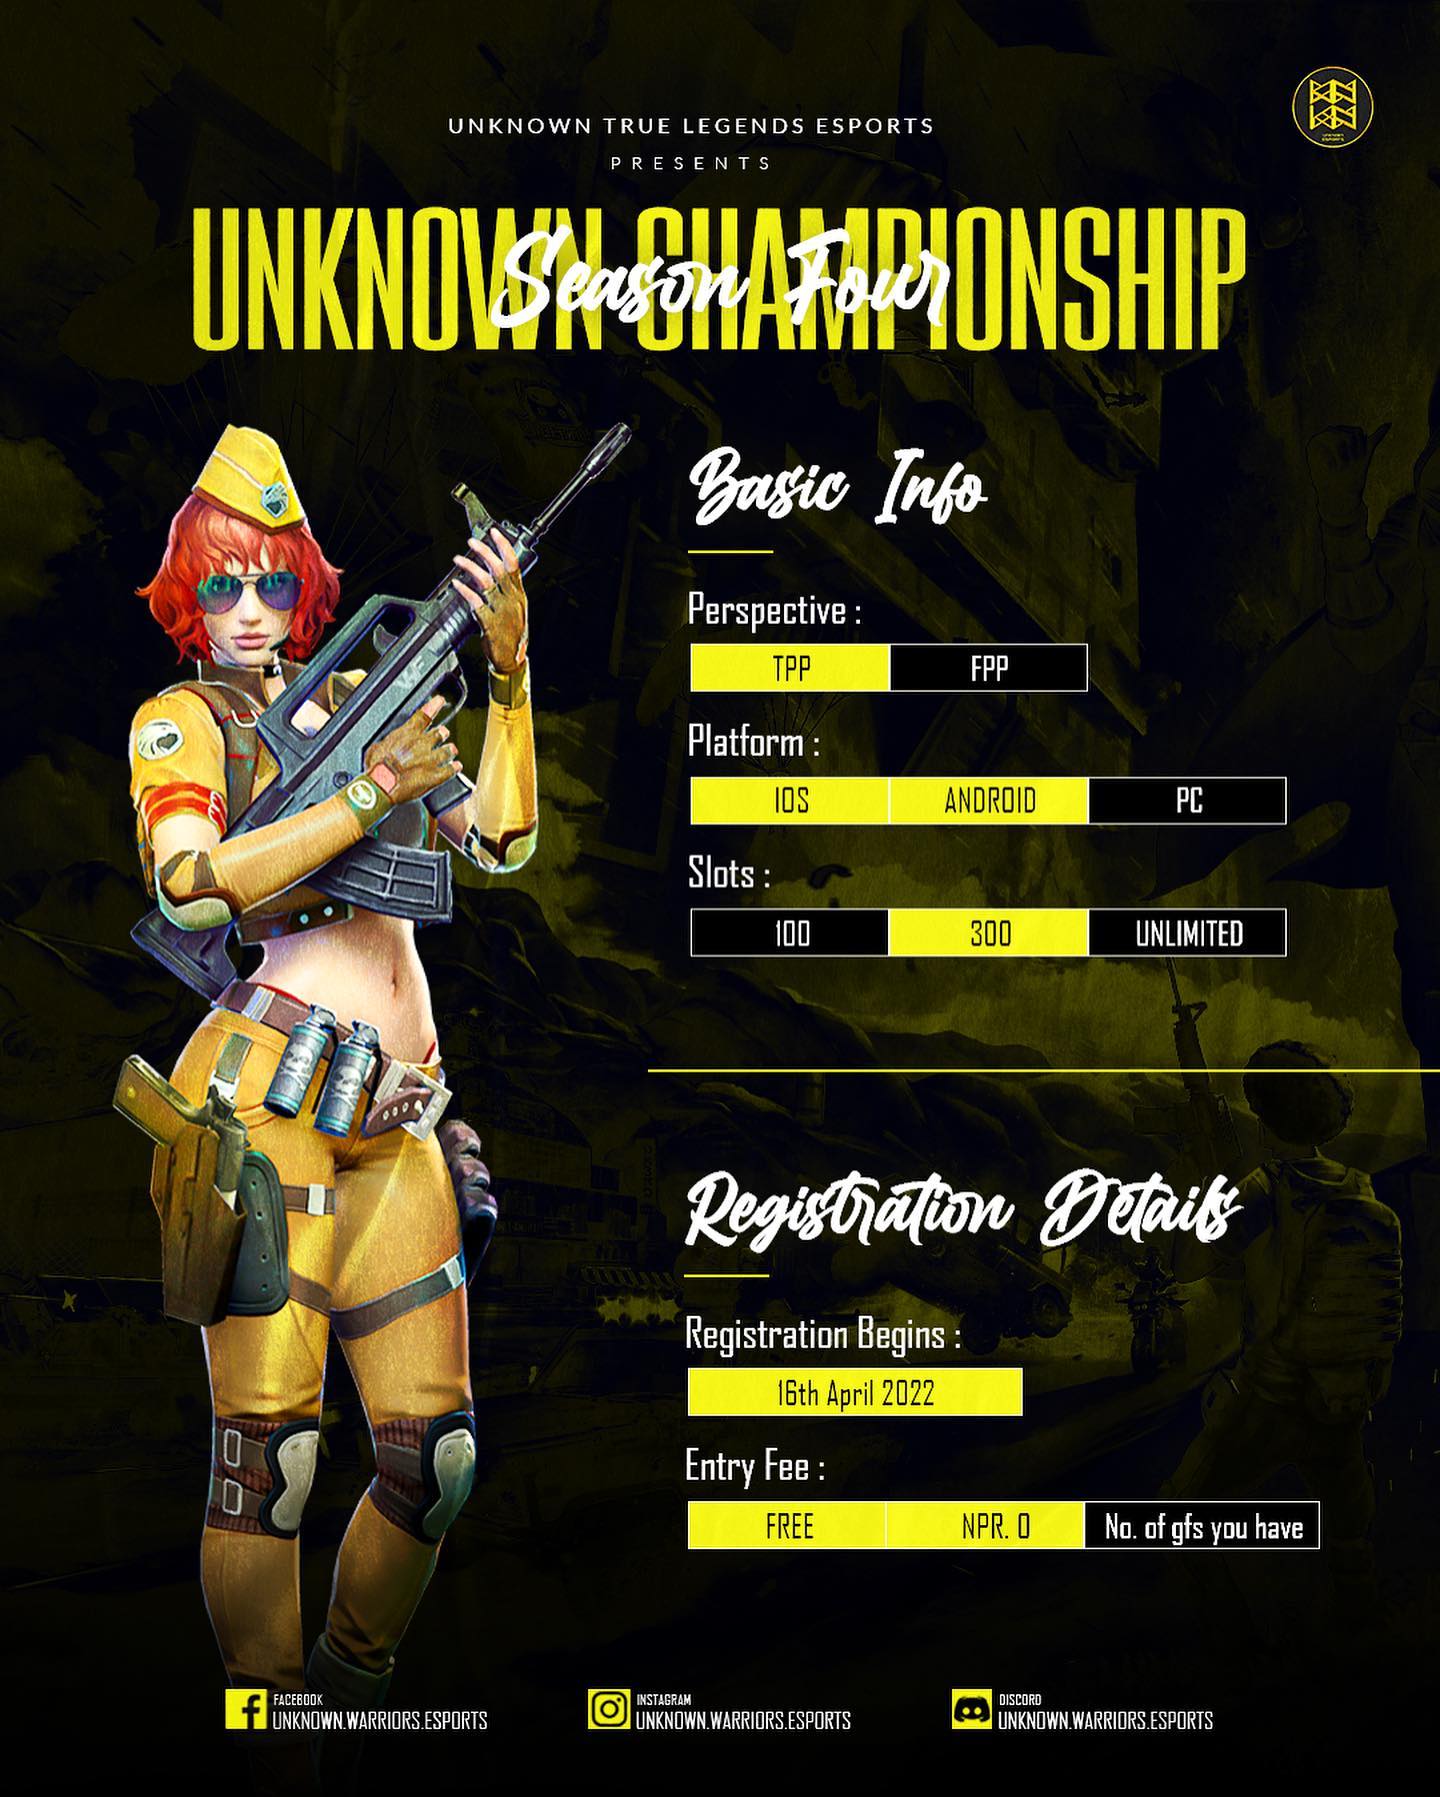 UNKNOWN TRUE LEGENDS ESPORTS
PRESENTS
UNKNOWN CHAMPIONSHIP
Season Four
Basic Info
Perspective :
TPP FPP
Platform :
IOS ANDROID PC
Slots :
100 300 UNLIMITED
Registration Details
Registration Begins :
16th April 2022
Entry Fee :
FREE NPR. 0 No. of gfs you have
FACEBOOK
UNKNOWN.WARRIORS.ESPORTS
INSTAGRAM
UNKNOWN.WARRIORS.ESPORTS
DISCORD
UNKNOWN.WARRIORS.ESPORTS